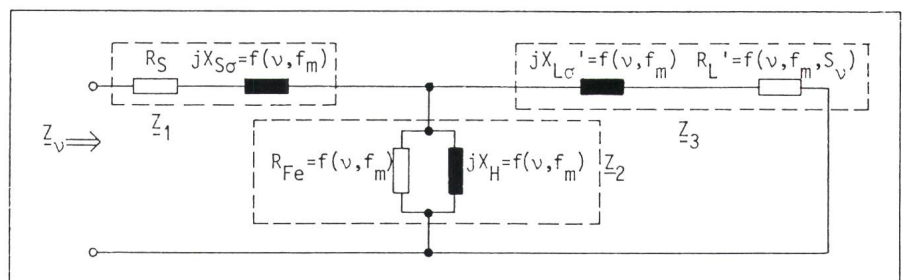 R_S jX_Sσ=f(ν,f_m) jX_Lσ'=f(ν,f_m) R_L'=f(ν,f_m,S_ν)
Z_1 Z_3
Z_ν ⇒
R_Fe=f(ν,f_m) jX_H=f(ν,f_m) Z_2